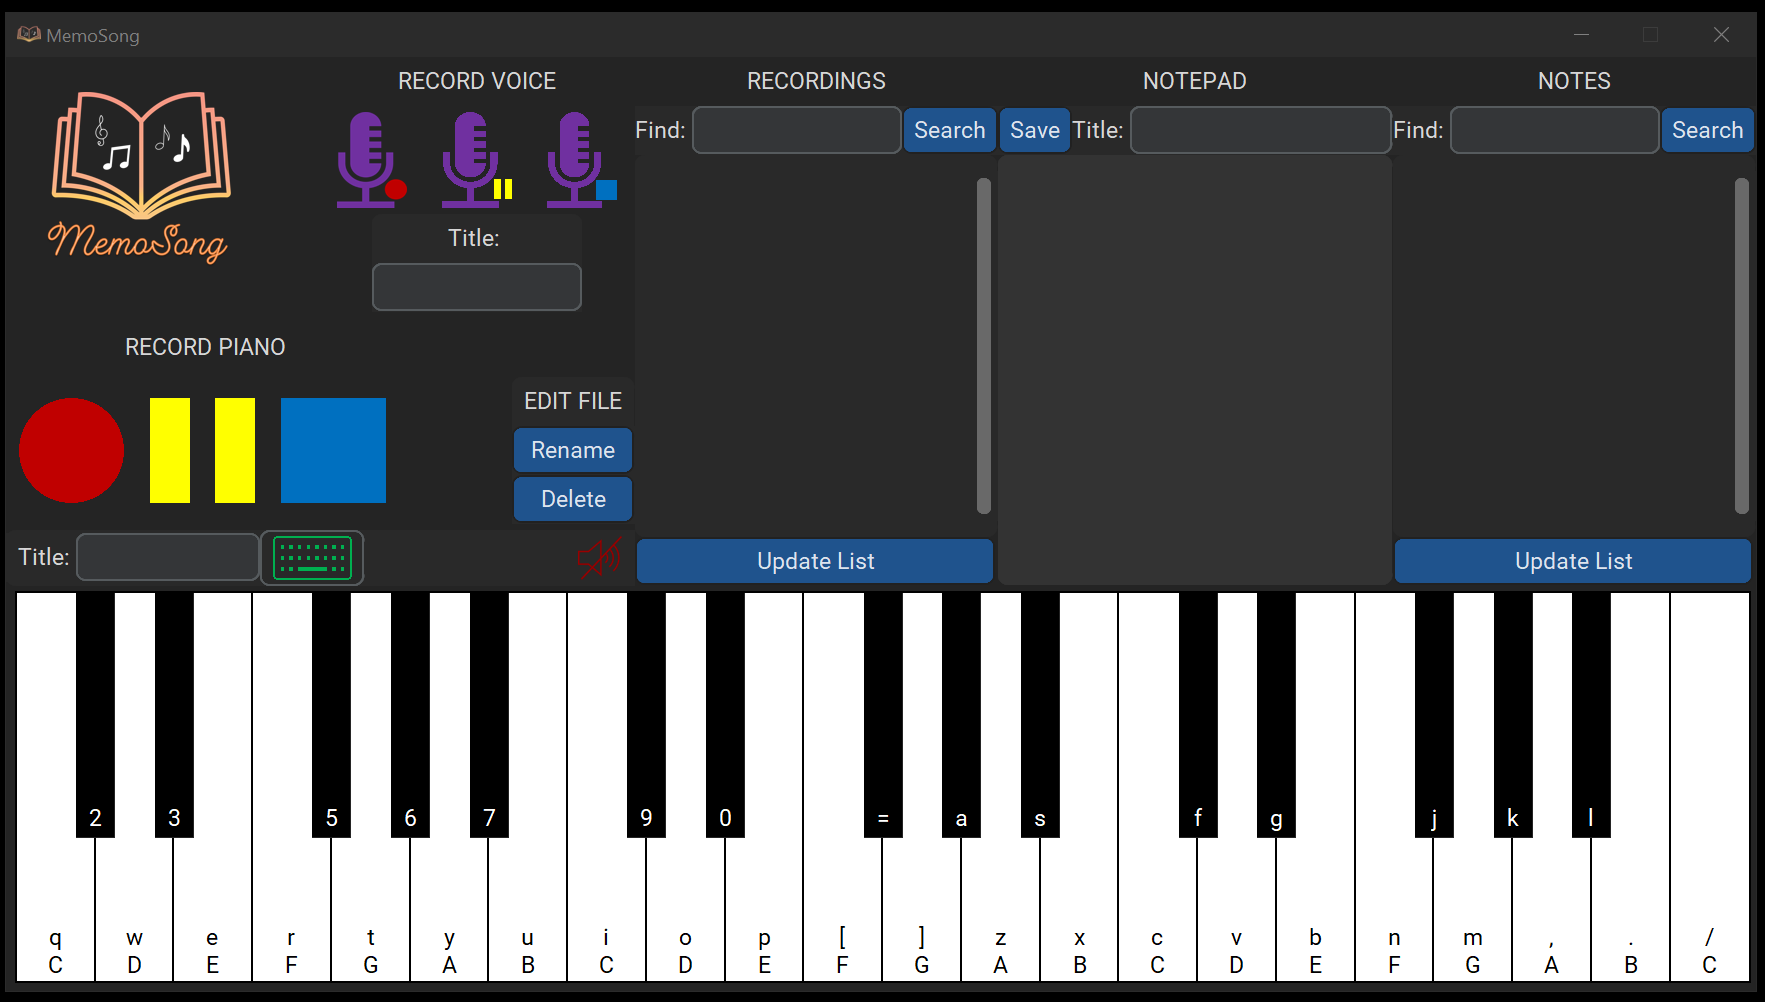 MemoSong
MemoSong
RECORD VOICE
Title:
RECORD PIANO
EDIT FILE
Rename
Delete
Title:
RECORDINGS
Find:
Search
Update List
NOTEPAD
Save
Title:
NOTES
Find:
Search
Update List
2 3 5 6 7 9 0 = a s f g j k l
q w e r t y u i o p [ ] z x c v b n m , . /
C D E F G A B C D E F G A B C D E F G A B C